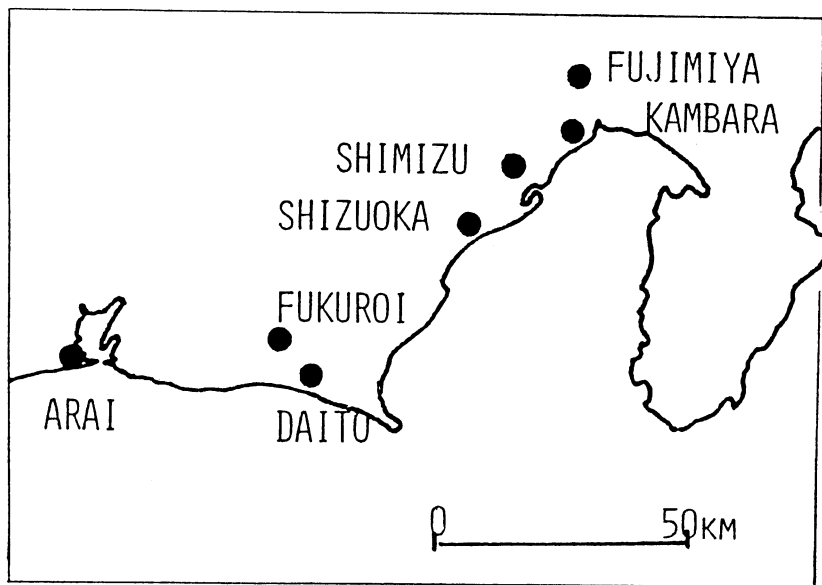 FUJIMIYA
KAMBARA
SHIMIZU
SHIZUOKA
FUKUROI
ARAI
DAITO
0 50KM